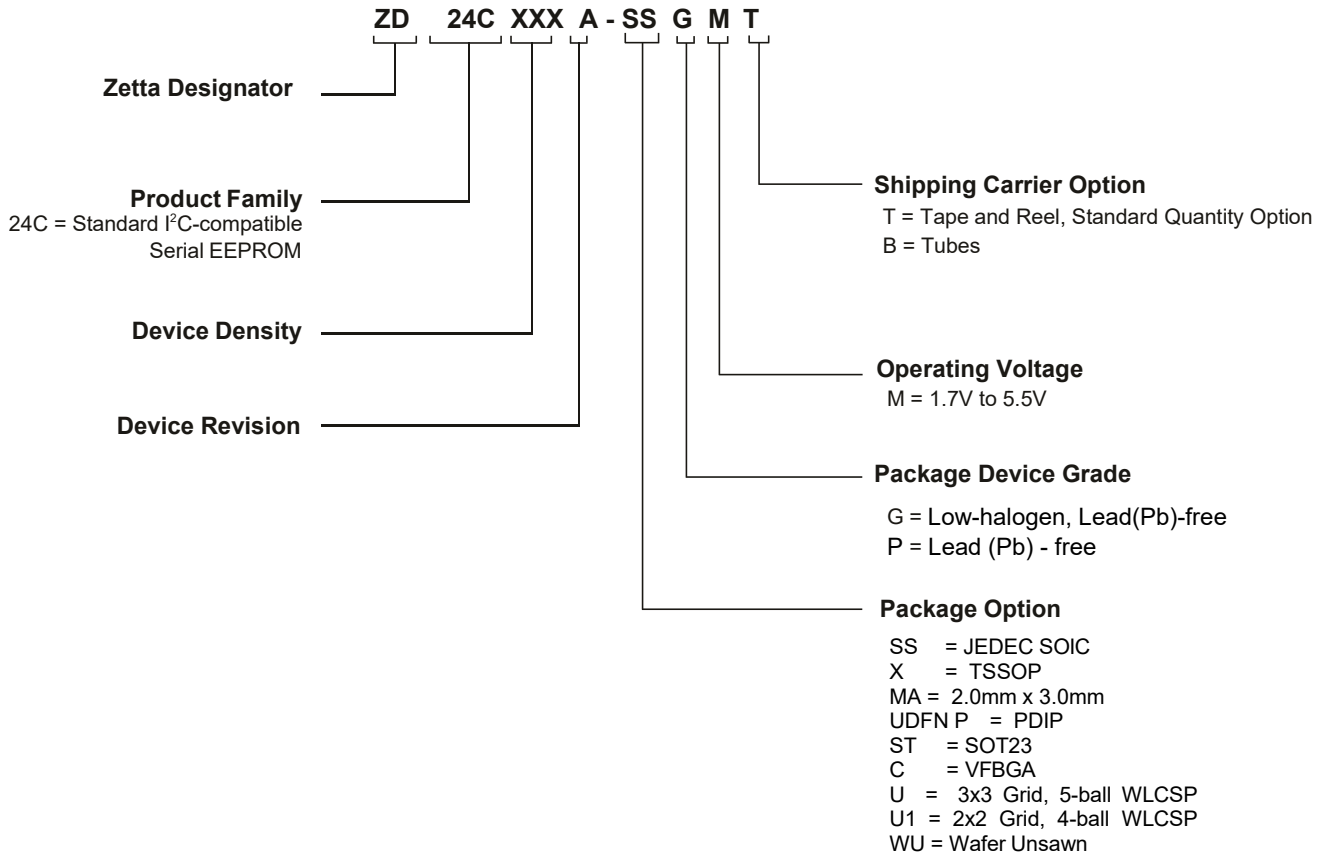 ZD 24C XXX A - SS G M T
Zetta Designator
Product Family
24C = Standard I²C-compatible
Serial EEPROM
Device Density
Device Revision
Shipping Carrier Option
T = Tape and Reel, Standard Quantity Option
B = Tubes
Operating Voltage
M = 1.7V to 5.5V
Package Device Grade
G = Low-halogen, Lead(Pb)-free
P = Lead (Pb) - free
Package Option
SS = JEDEC SOIC
X = TSSOP
MA = 2.0mm x 3.0mm
UDFN P = PDIP
ST = SOT23
C = VFBGA
U = 3x3 Grid, 5-ball WLCSP
U1 = 2x2 Grid, 4-ball WLCSP
WU = Wafer Unsawn